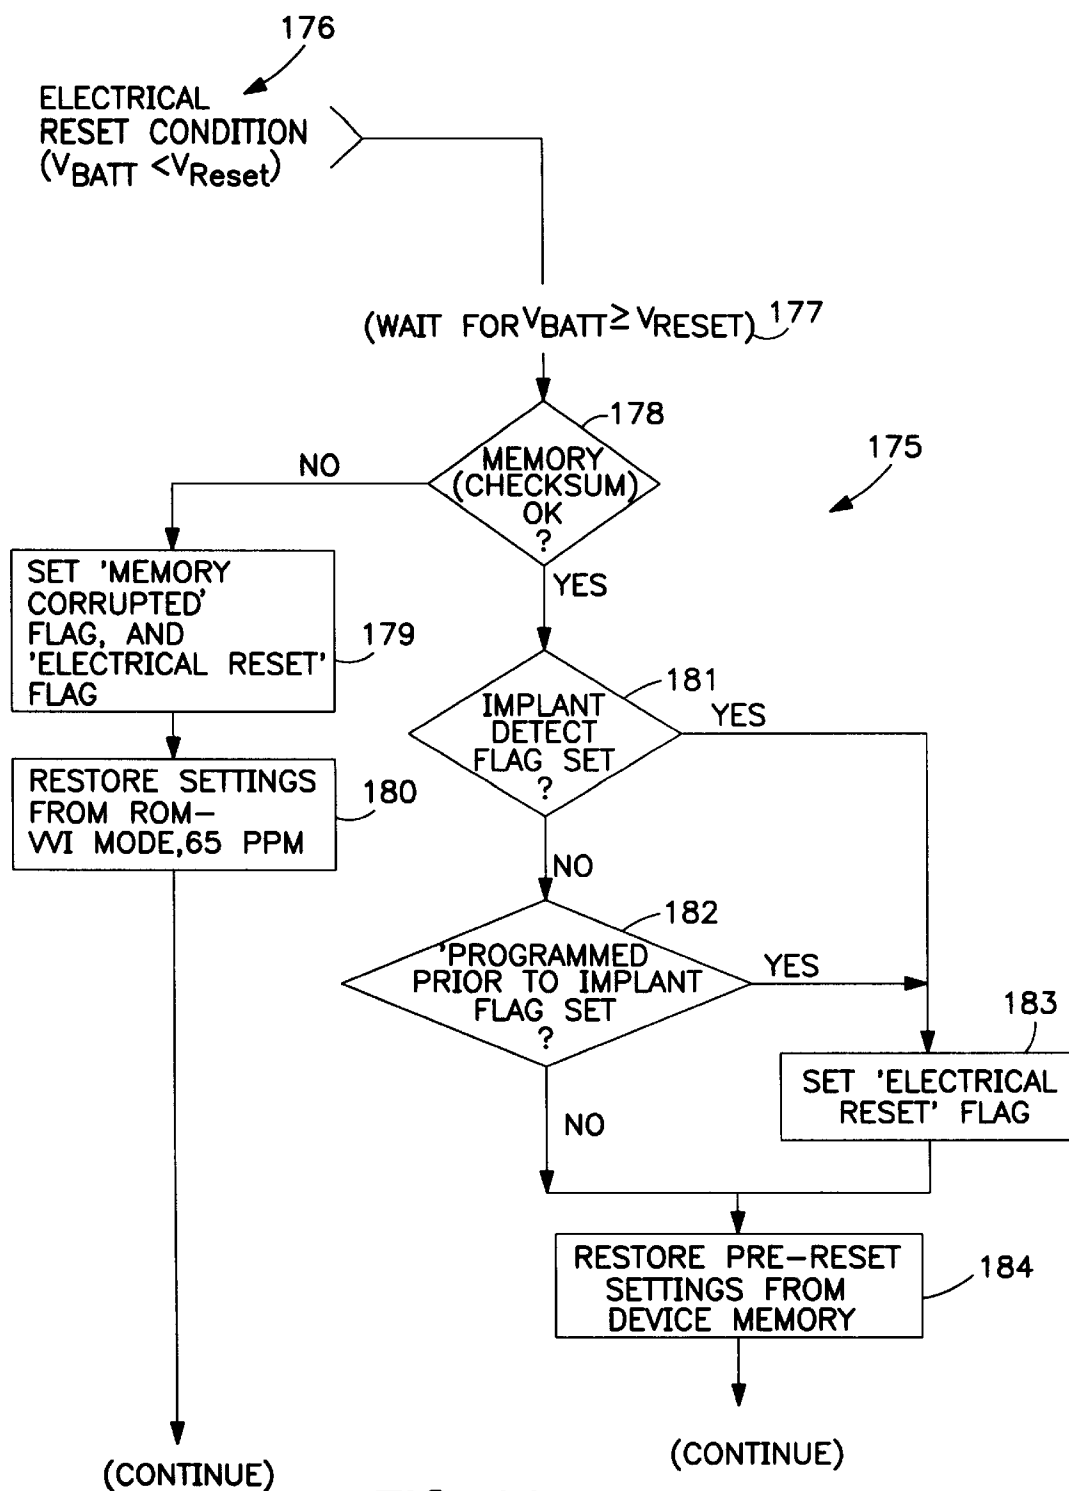 176
ELECTRICAL
RESET CONDITION
(VBATT <VReset)
(WAIT FOR VBATT ≥ VRESET)
177
178
MEMORY
(CHECKSUM)
OK
?
NO
YES
175
SET 'MEMORY
CORRUPTED'
FLAG, AND
'ELECTRICAL RESET'
FLAG
179
181
IMPLANT
DETECT
FLAG SET
?
YES
NO
RESTORE SETTINGS
FROM ROM–
VVI MODE,65 PPM
180
182
'PROGRAMMED
PRIOR TO IMPLANT
FLAG SET
?
YES
NO
183
SET 'ELECTRICAL
RESET' FLAG
RESTORE PRE–RESET
SETTINGS FROM
DEVICE MEMORY
184
(CONTINUE)
(CONTINUE)